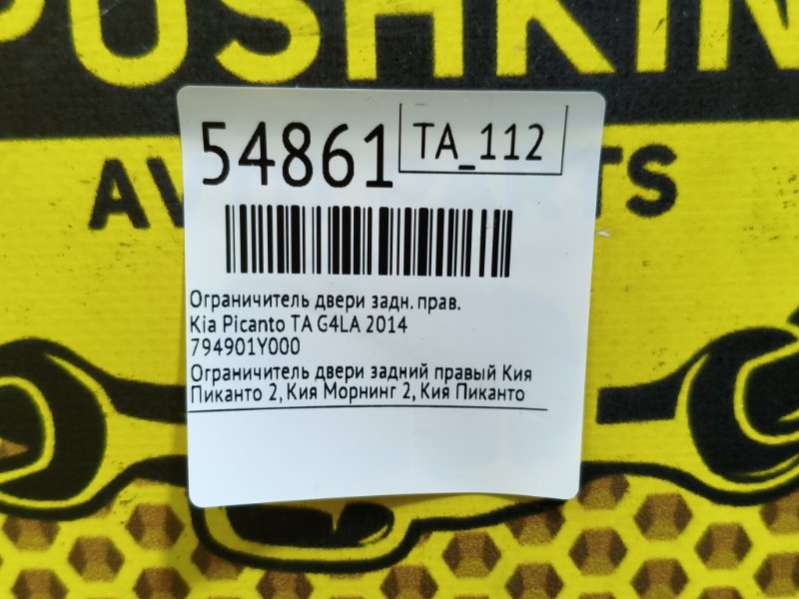 PUSHKIN
54861
TA_112
Ограничитель двери задн. прав.
Kia Picanto TA G4LA 2014
794901Y000
Ограничитель двери задний правый Кия
Пиканто 2, Кия Морнинг 2, Кия Пиканто